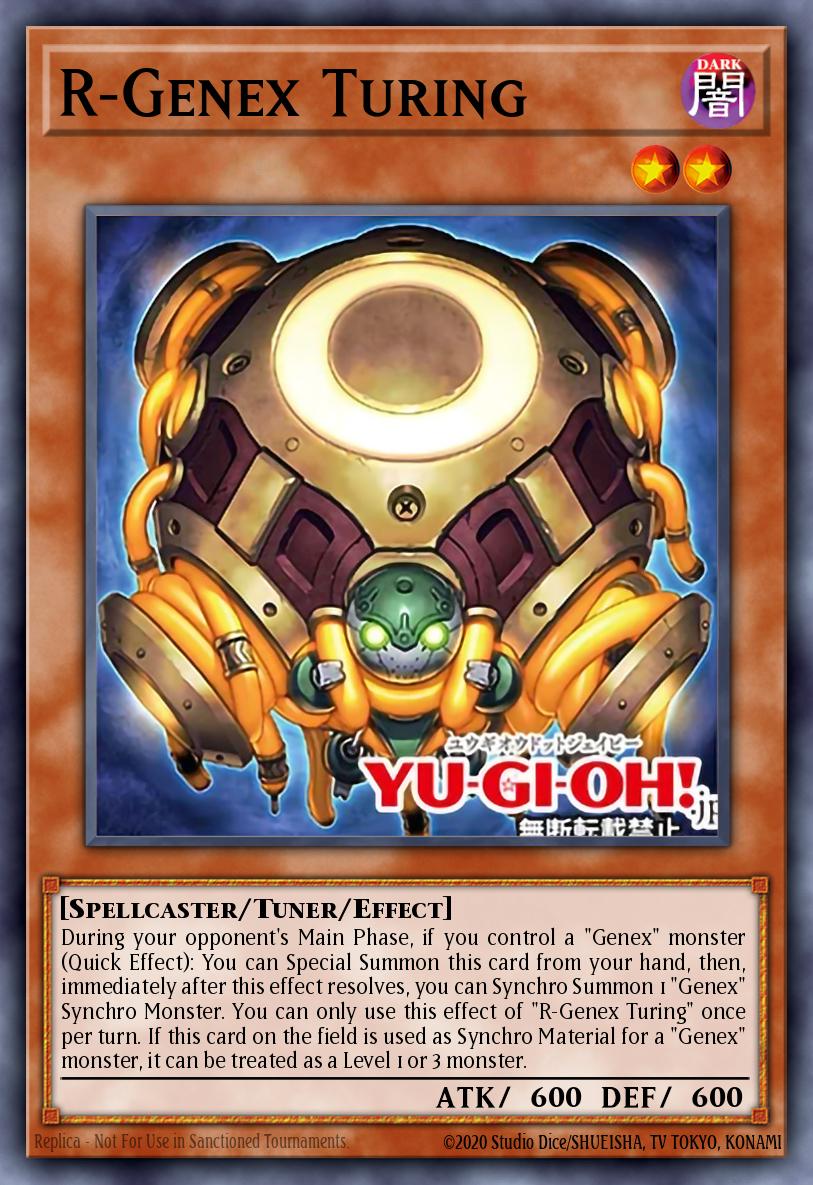 R-Genex Turing
DARK
闇
ユウギオウドットジェイピー
YU-GI-OH!
.jp
無断転載禁止
[Spellcaster/Tuner/Effect]
During your opponent's Main Phase, if you control a "Genex" monster
(Quick Effect): You can Special Summon this card from your hand, then,
immediately after this effect resolves, you can Synchro Summon 1 "Genex"
Synchro Monster. You can only use this effect of "R-Genex Turing" once
per turn. If this card on the field is used as Synchro Material for a "Genex"
monster, it can be treated as a Level 1 or 3 monster.
ATK/ 600 DEF/ 600
Replica - Not For Use in Sanctioned Tournaments.
©2020 Studio Dice/SHUEISHA, TV TOKYO, KONAMI